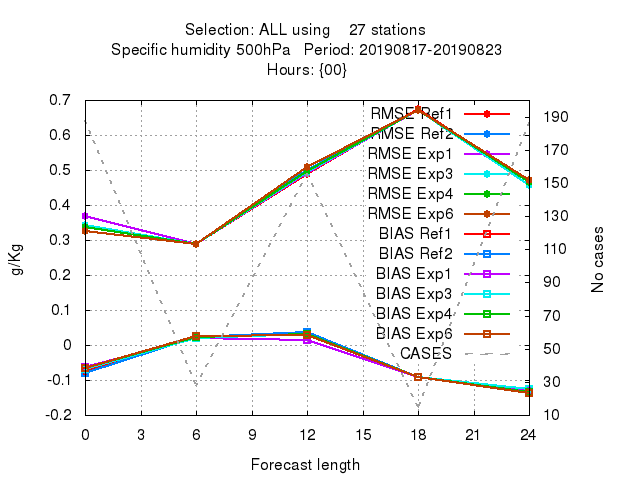 Selection: ALL using 27 stations
Specific humidity 500hPa Period: 20190817-20190823
Hours: {00}
g/Kg
0.7
0.6
0.5
0.4
0.3
0.2
0.1
0
-0.1
-0.2
RMSE Ref1
RMSE Ref2
RMSE Exp1
RMSE Exp3
RMSE Exp4
RMSE Exp6
BIAS Ref1
BIAS Ref2
BIAS Exp1
BIAS Exp3
BIAS Exp4
BIAS Exp6
CASES
190
170
150
130
110
90
70
50
30
10
No cases
0 3 6 9 12 15 18 21 24
Forecast length